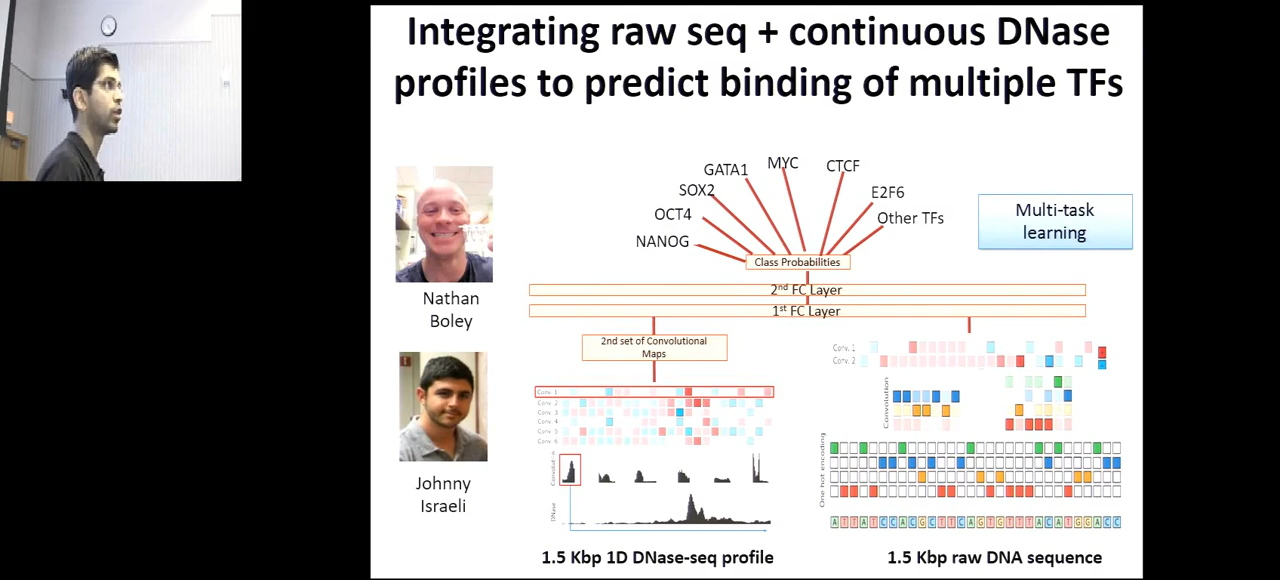 Integrating raw seq + continuous DNase
profiles to predict binding of multiple TFs
Nathan
Boley
Johnny
Israeli
NANOG
OCT4
SOX2
GATA1
MYC
CTCF
E2F6
Other TFs
Multi-task
learning
Class Probabilities
2nd FC Layer
1st FC Layer
2nd set of Convolutional
Maps
Conv. 1
Conv. 2
Conv. 3
Conv. 4
Conv. 5
Conv. 6
Convolution
DNase
1.5 Kbp 1D DNase-seq profile
Conv. 1
Conv. 2
Convolution
One hot encoding
A T T A T C C A C G C T T C A G T G T T T A C A T G G A C C
1.5 Kbp raw DNA sequence